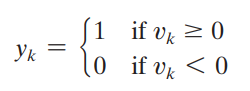 y_k = { 1 if v_k ≥ 0
0 if v_k < 0